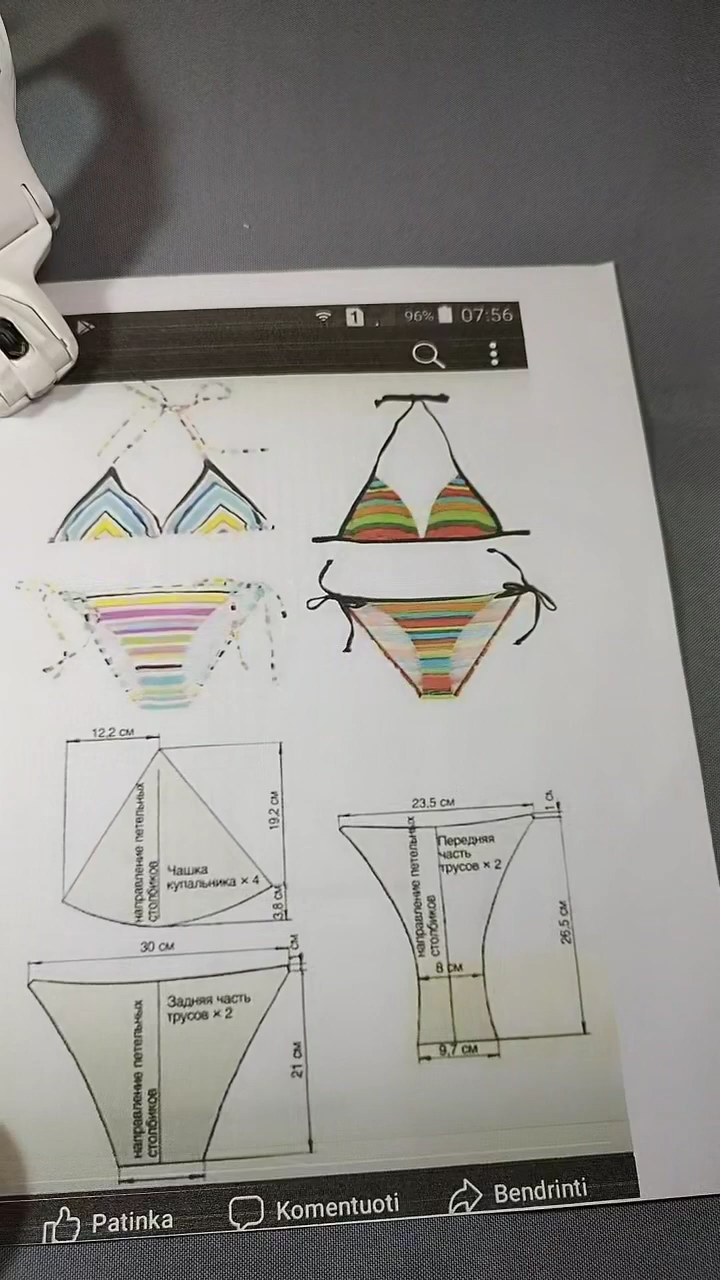 1 96% 07:56
12,2 см
19,2 см
3,8 см
направление петельных
столбиков
Чашка
купальника × 4
23,5 см
1 см
направление петельных
столбиков
Передняя
часть
трусов × 2
26,5 см
8 см
9,7 см
30 см
см
направление петельных
столбиков
Задняя часть
трусов × 2
21 см
Patinka
Komentuoti
Bendrinti